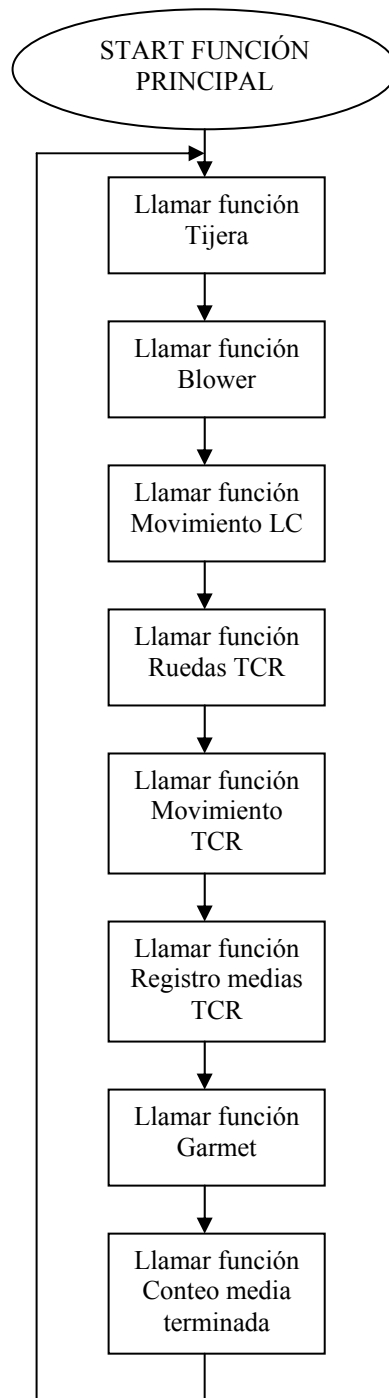 START FUNCIÓN
PRINCIPAL
Llamar función
Tijera
Llamar función
Blower
Llamar función
Movimiento LC
Llamar función
Ruedas TCR
Llamar función
Movimiento
TCR
Llamar función
Registro medias
TCR
Llamar función
Garmet
Llamar función
Conteo media
terminada